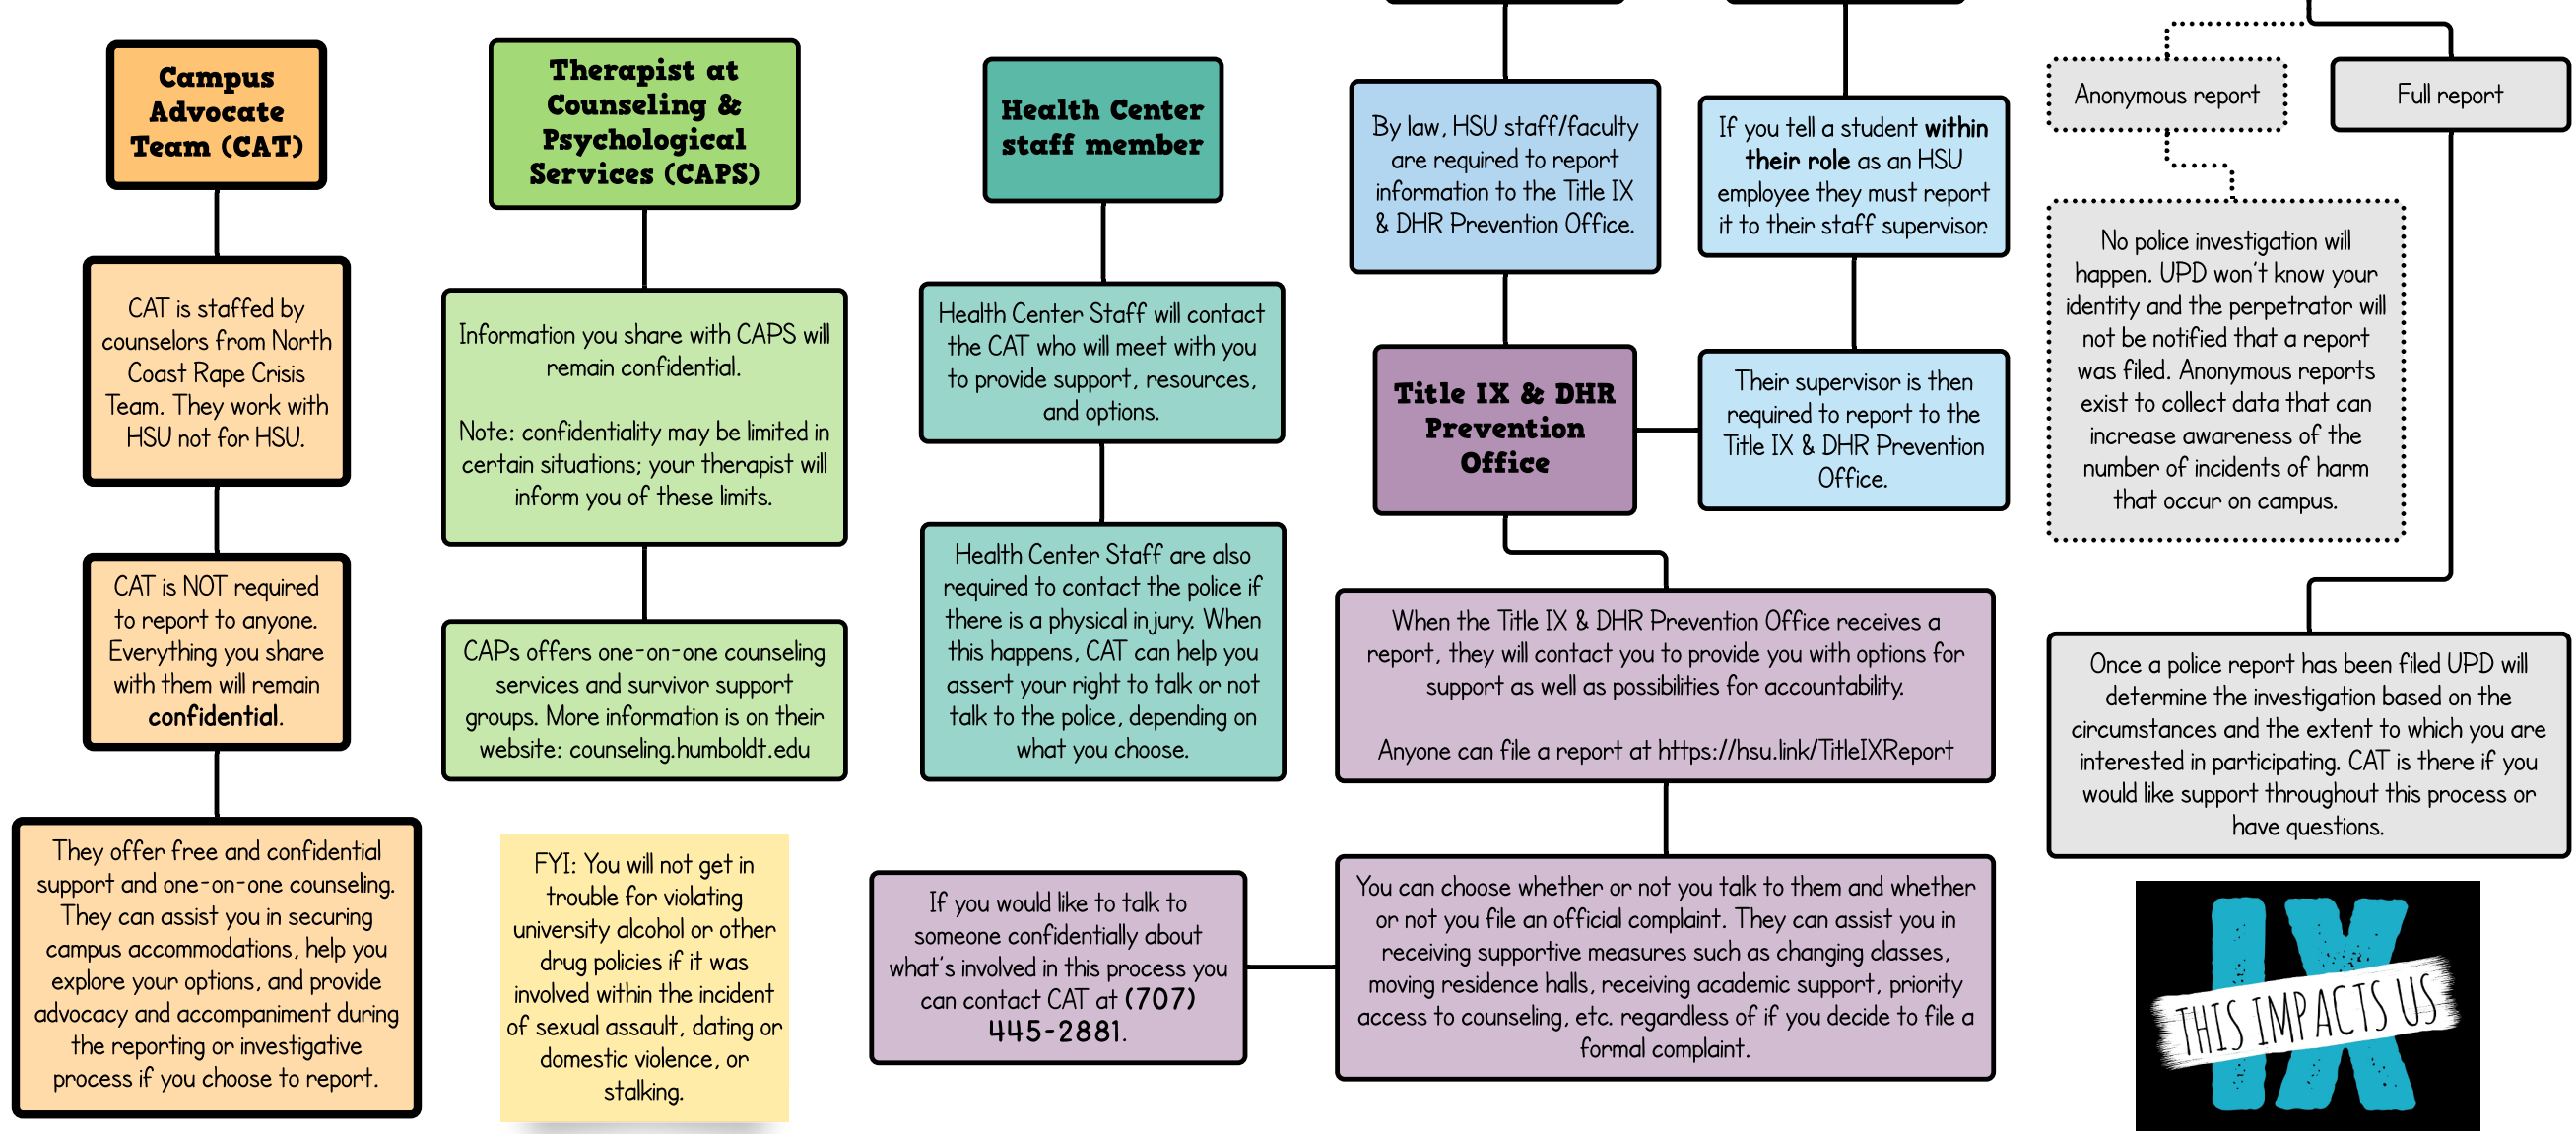 Campus
Advocate
Team (CAT)
CAT is staffed by
counselors from North
Coast Rape Crisis
Team. They work with
HSU not for HSU.
CAT is NOT required
to report to anyone.
Everything you share
with them will remain
confidential.
They offer free and confidential
support and one-on-one counseling.
They can assist you in securing
campus accommodations, help you
explore your options, and provide
advocacy and accompaniment during
the reporting or investigative
process if you choose to report.
Therapist at
Counseling &
Psychological
Services (CAPS)
Information you share with CAPS will
remain confidential.
Note: confidentiality may be limited in
certain situations; your therapist will
inform you of these limits.
CAPs offers one-on-one counseling
services and survivor support
groups. More information is on their
website: counseling.humboldt.edu
FYI: You will not get in
trouble for violating
university alcohol or other
drug policies if it was
involved within the incident
of sexual assault, dating or
domestic violence, or
stalking.
Health Center
staff member
Health Center Staff will contact
the CAT who will meet with you
to provide support, resources,
and options.
Health Center Staff are also
required to contact the police if
there is a physical injury. When
this happens, CAT can help you
assert your right to talk or not
talk to the police, depending on
what you choose.
By law, HSU staff/faculty
are required to report
information to the Title IX
& DHR Prevention Office.
If you tell a student within
their role as an HSU
employee they must report
it to their staff supervisor.
Their supervisor is then
required to report to the
Title IX & DHR Prevention
Office.
Title IX & DHR
Prevention
Office
When the Title IX & DHR Prevention Office receives a
report, they will contact you to provide you with options for
support as well as possibilities for accountability.
Anyone can file a report at https://hsu.link/TitleIXReport
You can choose whether or not you talk to them and whether
or not you file an official complaint. They can assist you in
receiving supportive measures such as changing classes,
moving residence halls, receiving academic support, priority
access to counseling, etc. regardless of if you decide to file a
formal complaint.
If you would like to talk to
someone confidentially about
what's involved in this process you
can contact CAT at (707)
445-2881.
Anonymous report
No police investigation will
happen. UPD won't know your
identity and the perpetrator will
not be notified that a report
was filed. Anonymous reports
exist to collect data that can
increase awareness of the
number of incidents of harm
that occur on campus.
Full report
Once a police report has been filed UPD will
determine the investigation based on the
circumstances and the extent to which you are
interested in participating. CAT is there if you
would like support throughout this process or
have questions.
IX
THIS IMPACTS US